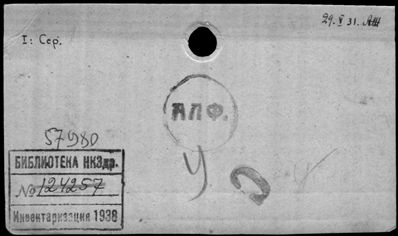 29. V 31.
I: Сер.
АЛФ.
57980
БИБЛИОТЕКА НКЗдр.
№ 124257
Инвентаризация 1938
У